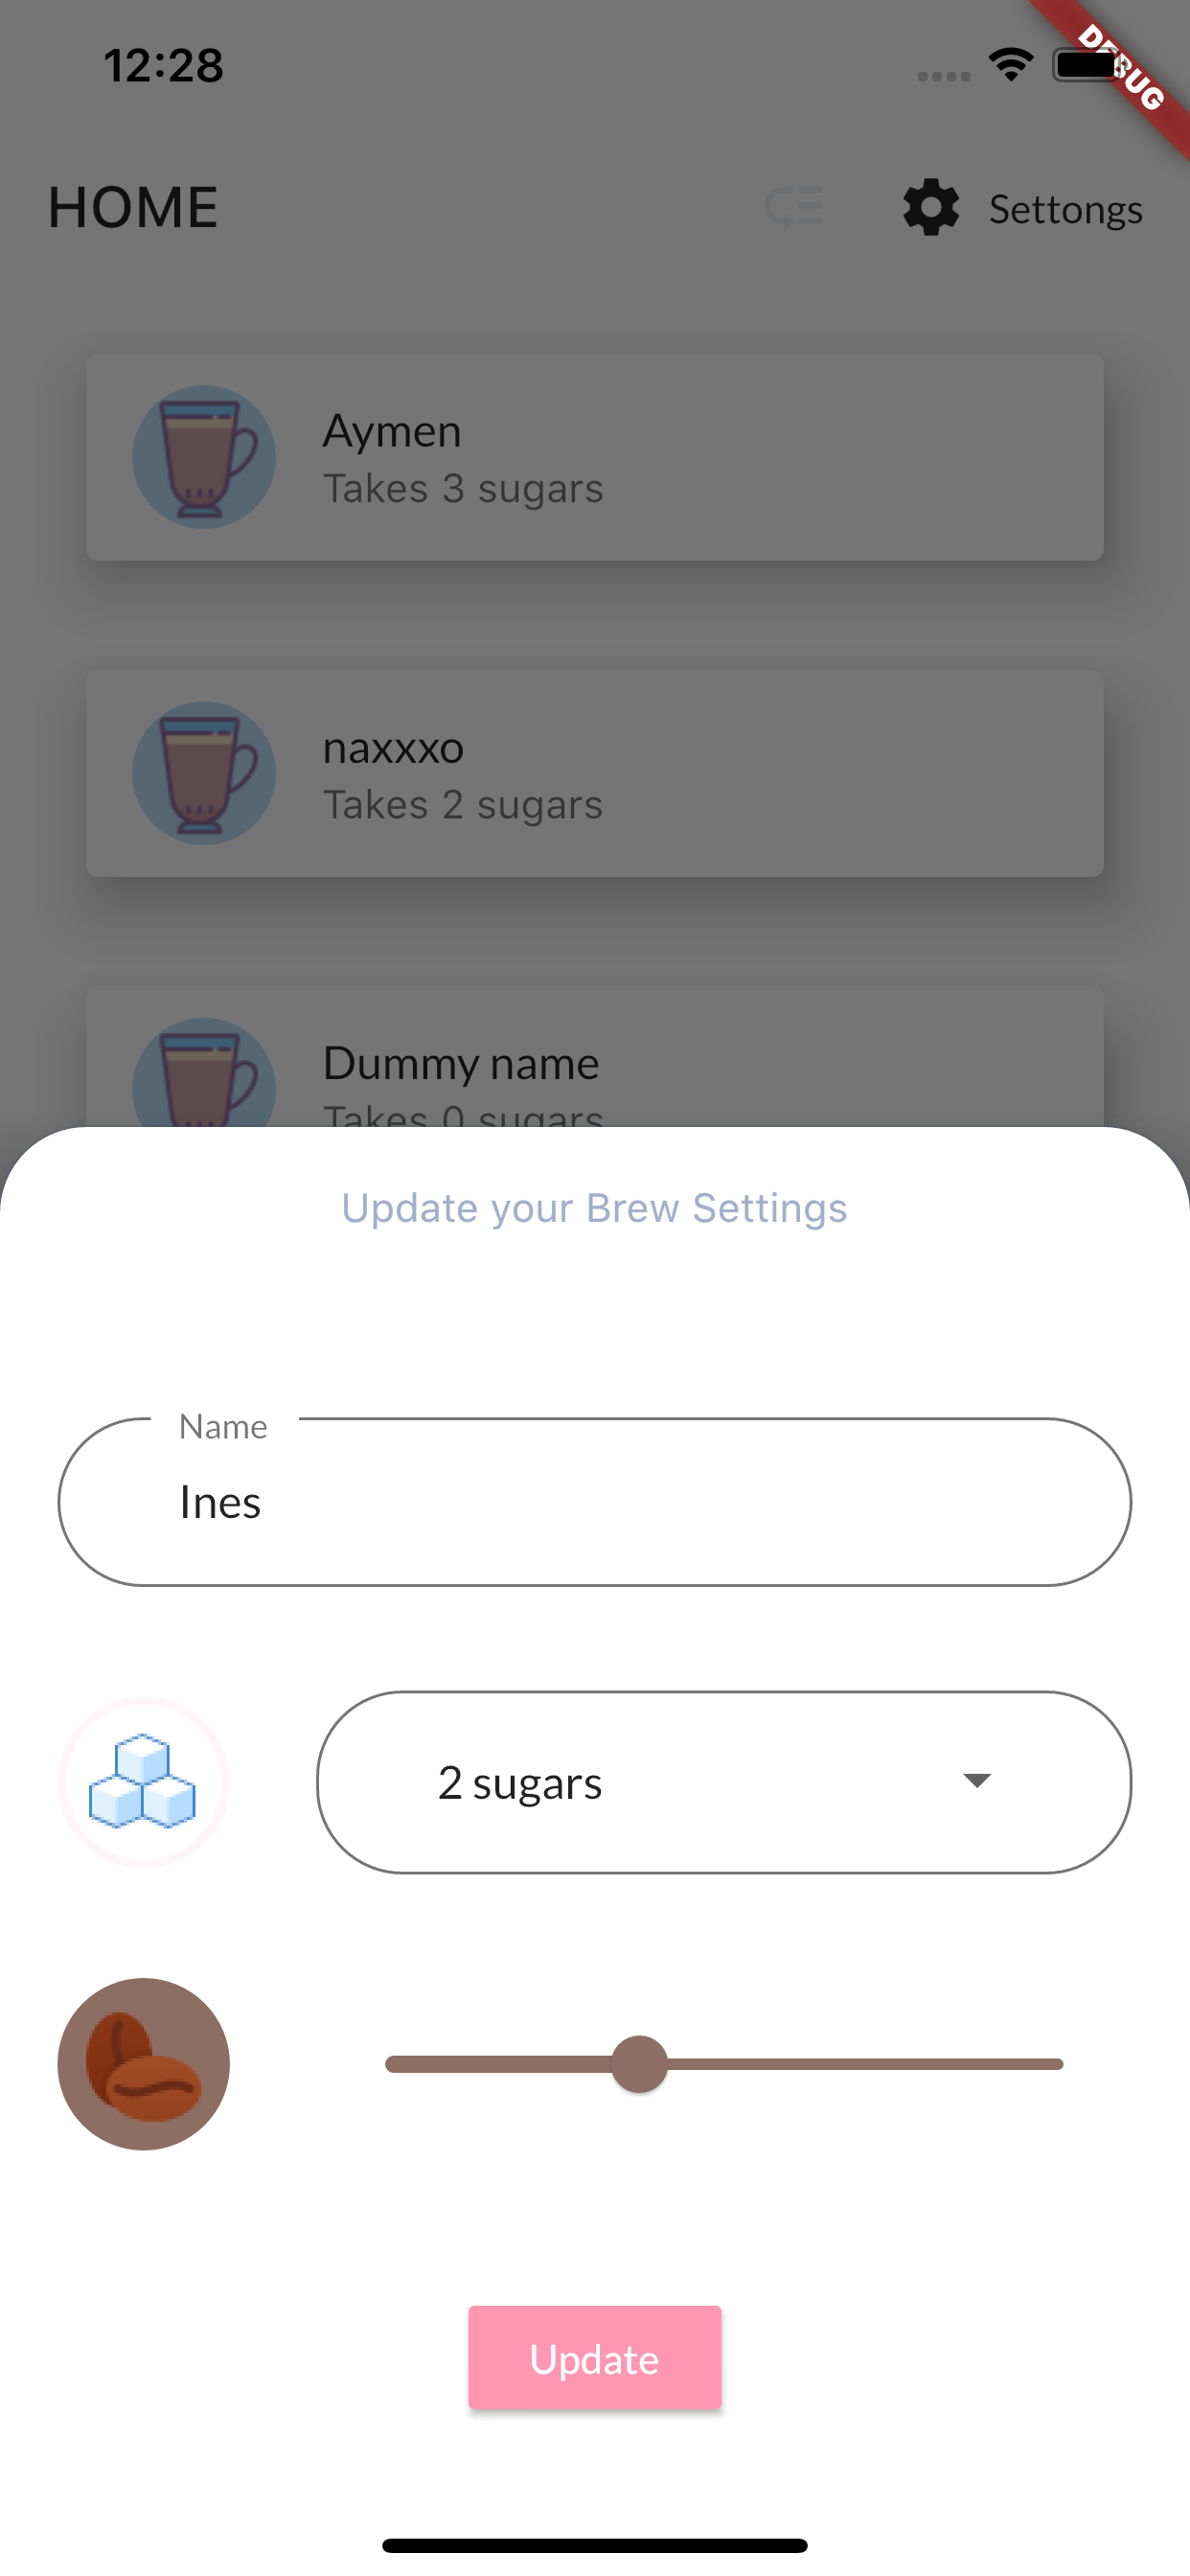 12:28
DEBUG
HOME
Settongs
Aymen
Takes 3 sugars
naxxxo
Takes 2 sugars
Dummy name
Takes 0 sugars
Update your Brew Settings
Name
Ines
2 sugars
Update